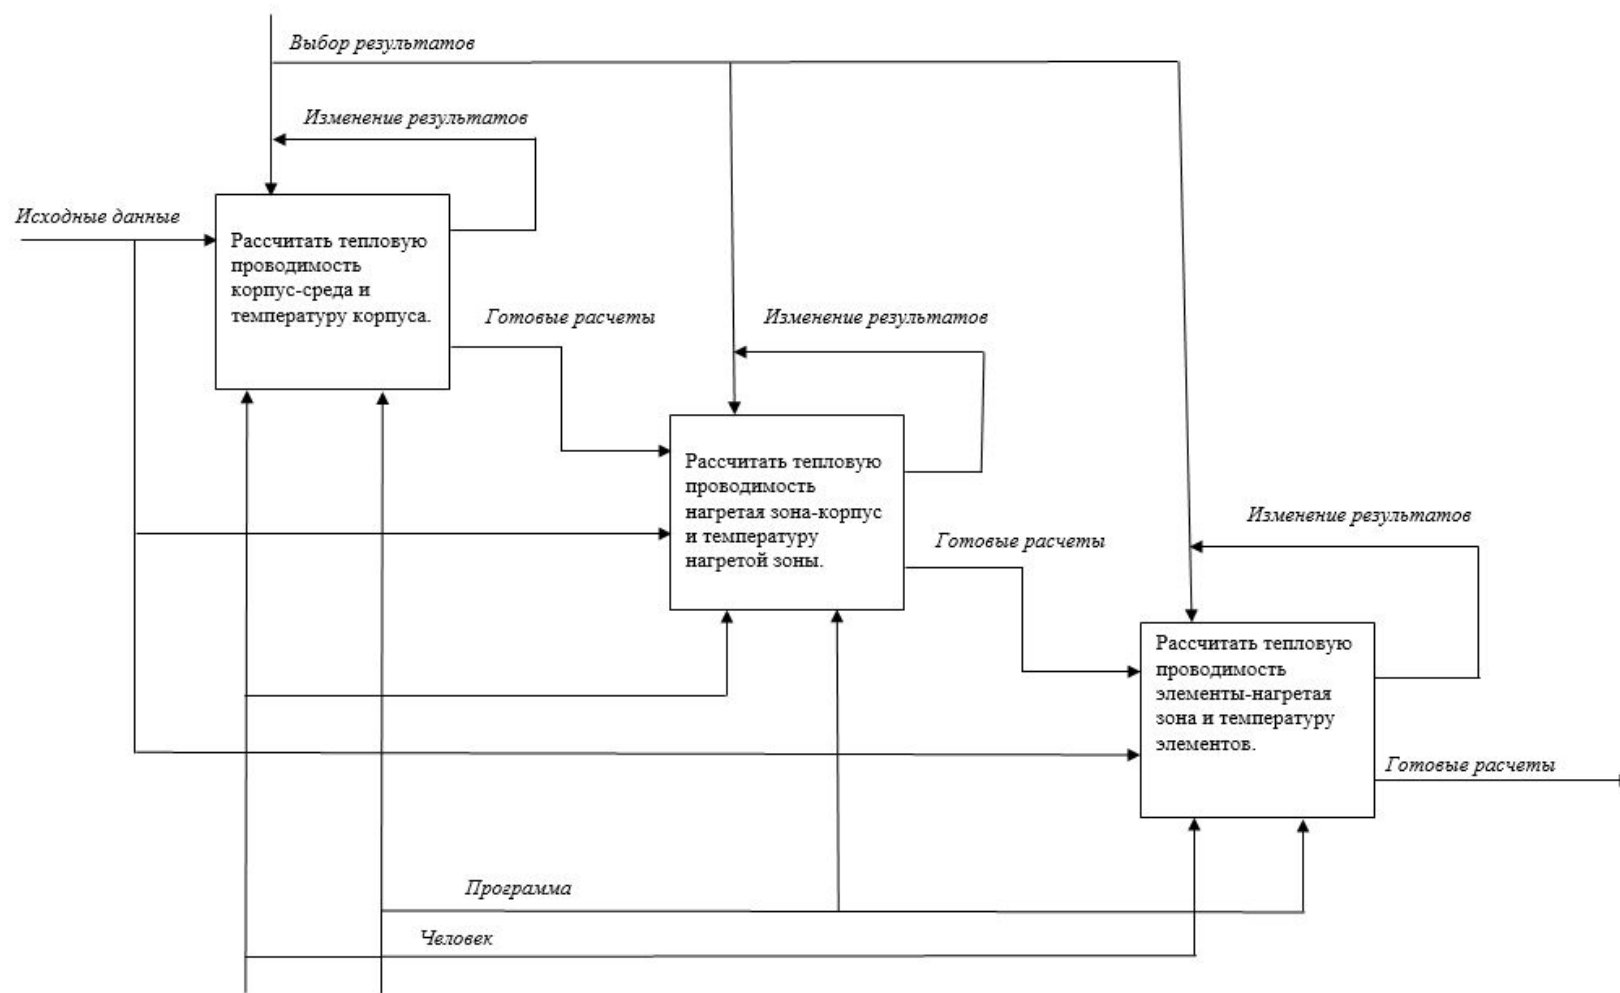 Выбор результатов
Изменение результатов
Исходные данные
Рассчитать тепловую
проводимость
корпус-среда и
температуру корпуса.
Готовые расчеты
Изменение результатов
Рассчитать тепловую
проводимость
нагретая зона-корпус
и температуру
нагретой зоны.
Готовые расчеты
Изменение результатов
Рассчитать тепловую
проводимость
элементы-нагретая
зона и температуру
элементов.
Готовые расчеты
Программа
Человек